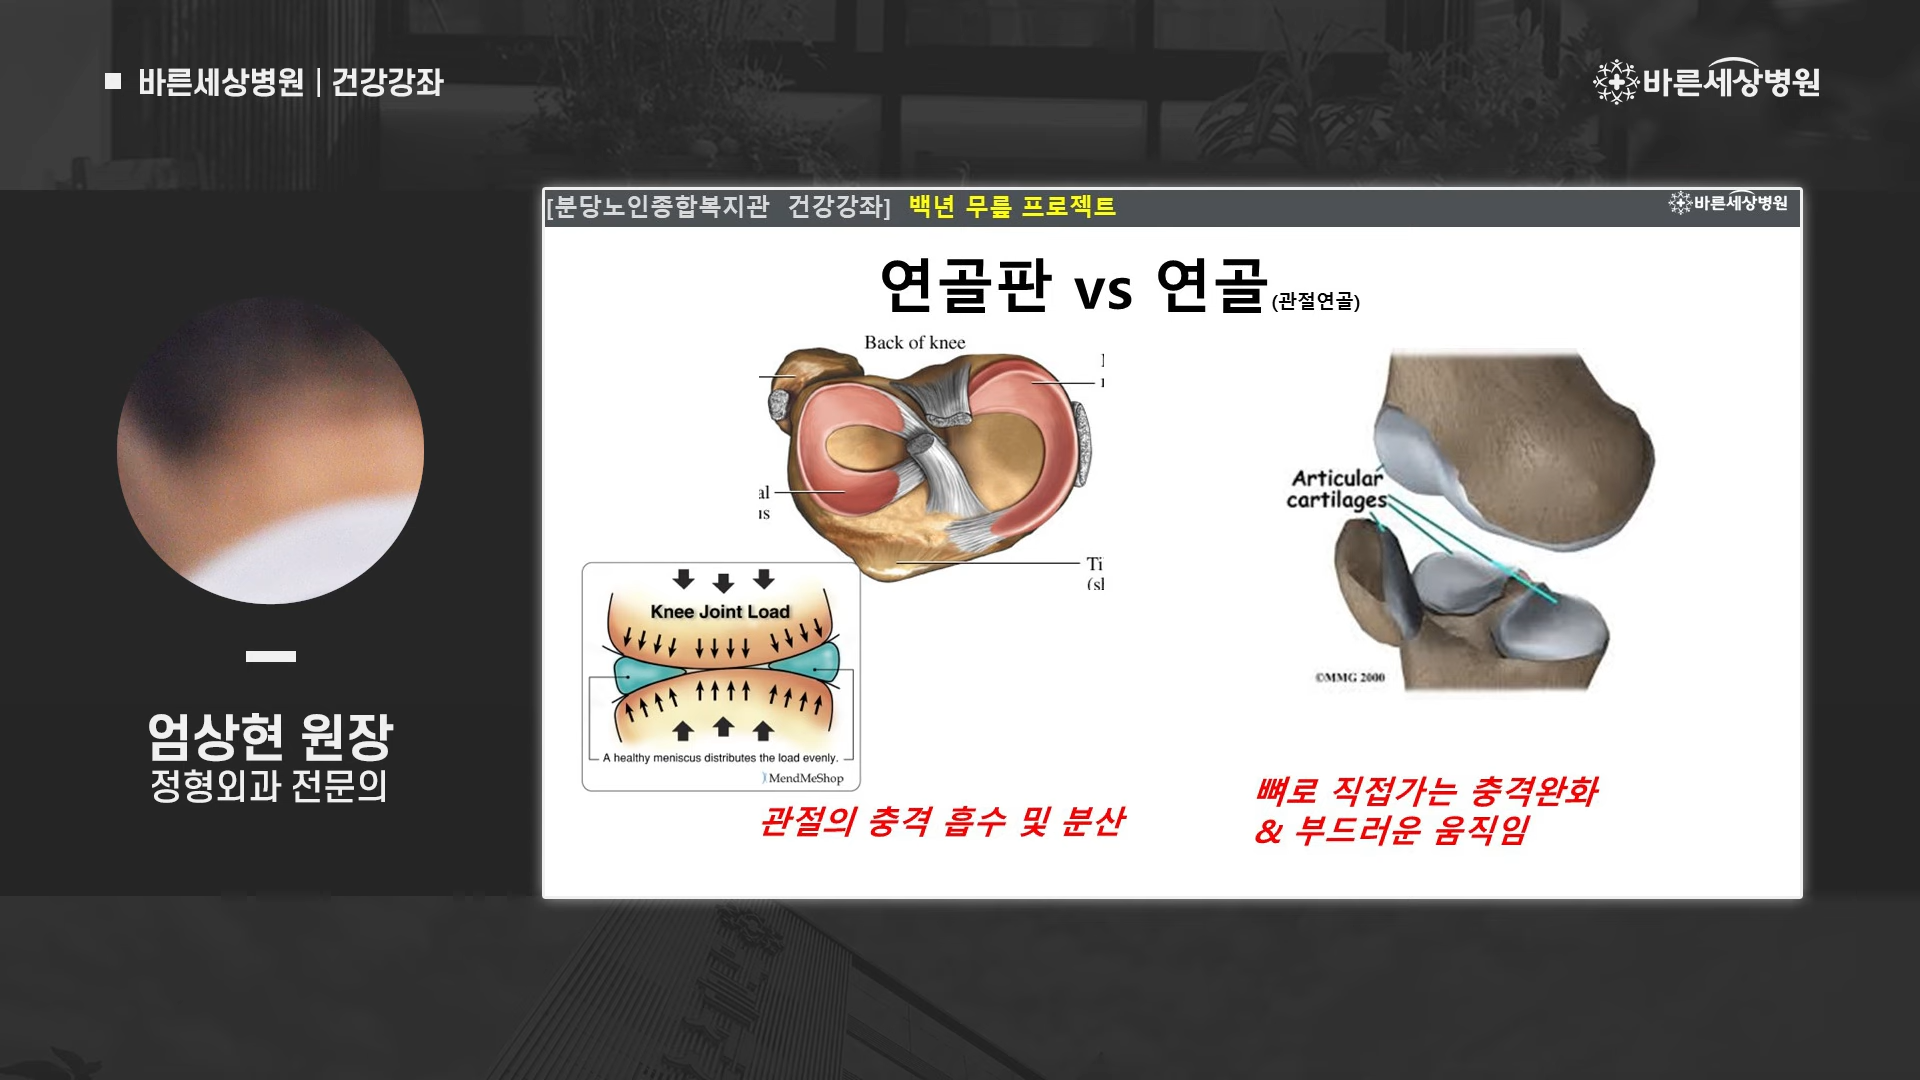 바른세상병원 | 건강강좌
바른세상병원
[분당노인종합복지관 건강강좌] 백년 무릎 프로젝트
바른세상병원
연골판 vs 연골(관절연골)
Back of knee
al
us
Ti
(sl
Articular
cartilages
©MMG 2000
Knee Joint Load
A healthy meniscus distributes the load evenly.
MendMeShop
관절의 충격 흡수 및 분산
뼈로 직접가는 충격완화
& 부드러운 움직임
엄상현 원장
정형외과 전문의